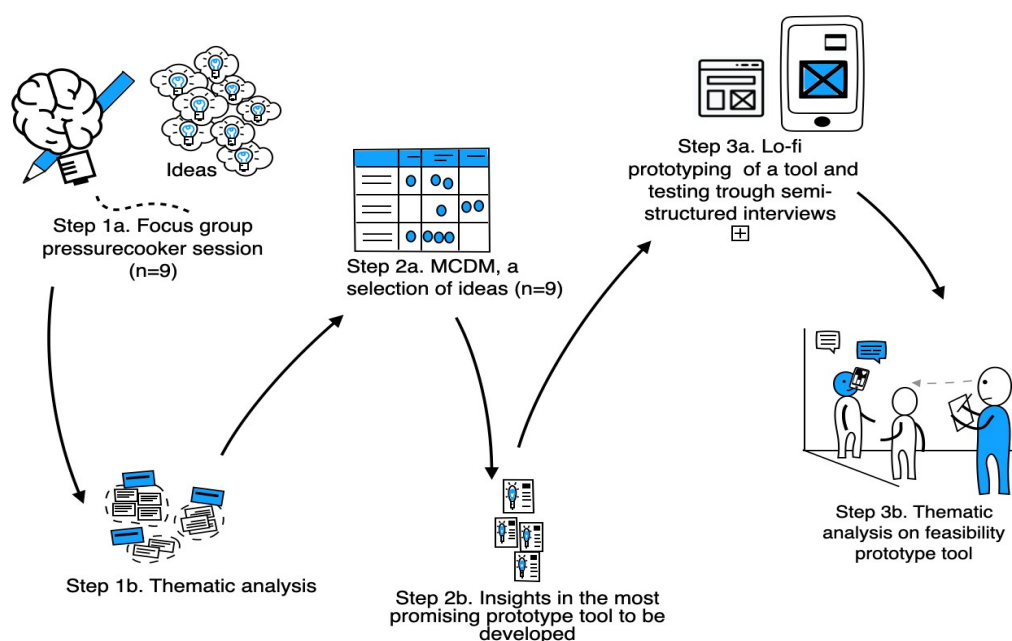 Ideas
Step 1a. Focus group
pressurecooker session
(n=9)
Step 1b. Thematic analysis
Step 2a. MCDM, a
selection of ideas (n=9)
Step 2b. Insights in the most
promising prototype tool to be
developed
Step 3a. Lo-fi
prototyping of a tool and
testing trough semi-
structured interviews
Step 3b. Thematic
analysis on feasibility
prototype tool